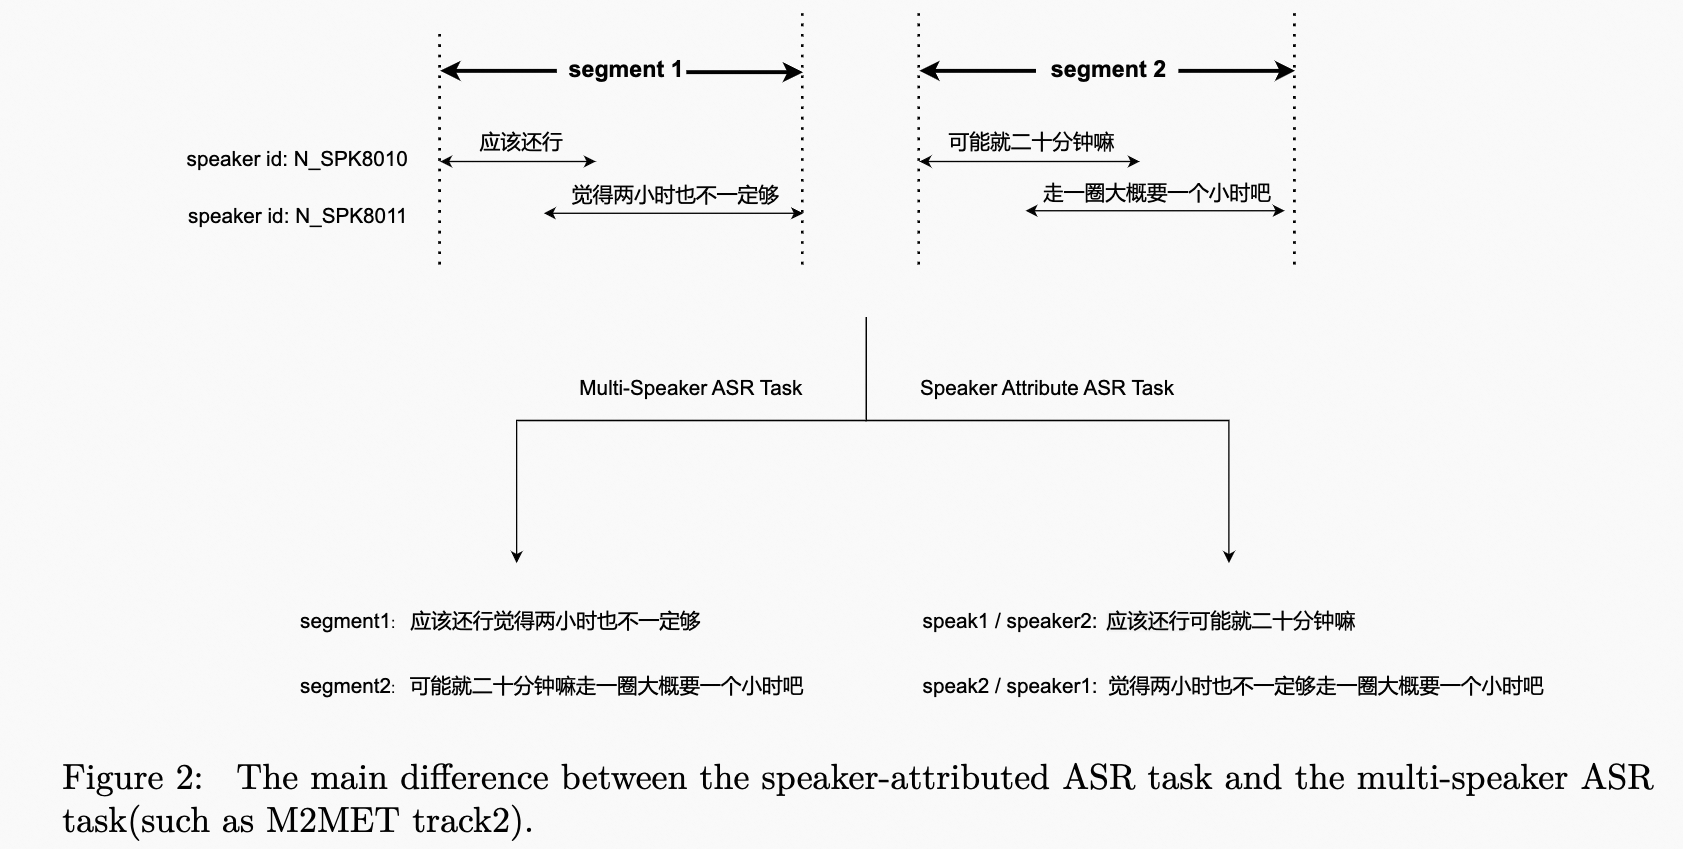 segment 1
segment 2
应该还行
可能就二十分钟嘛
speaker id: N_SPK8010
觉得两小时也不一定够
走一圈大概要一个小时吧
speaker id: N_SPK8011
Multi-Speaker ASR Task
Speaker Attribute ASR Task
segment1: 应该还行觉得两小时也不一定够
speak1 / speaker2: 应该还行可能就二十分钟嘛
segment2: 可能就二十分钟嘛走一圈大概要一个小时吧
speak2 / speaker1: 觉得两小时也不一定够走一圈大概要一个小时吧
Figure 2: The main difference between the speaker-attributed ASR task and the multi-speaker ASR
task(such as M2MET track2).